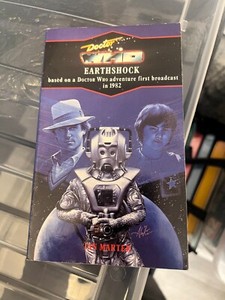 Doctor
WHO
EARTHSHOCK
based on a DOCTOR WHO adventure first broadcast
in 1982
IAN MARTER